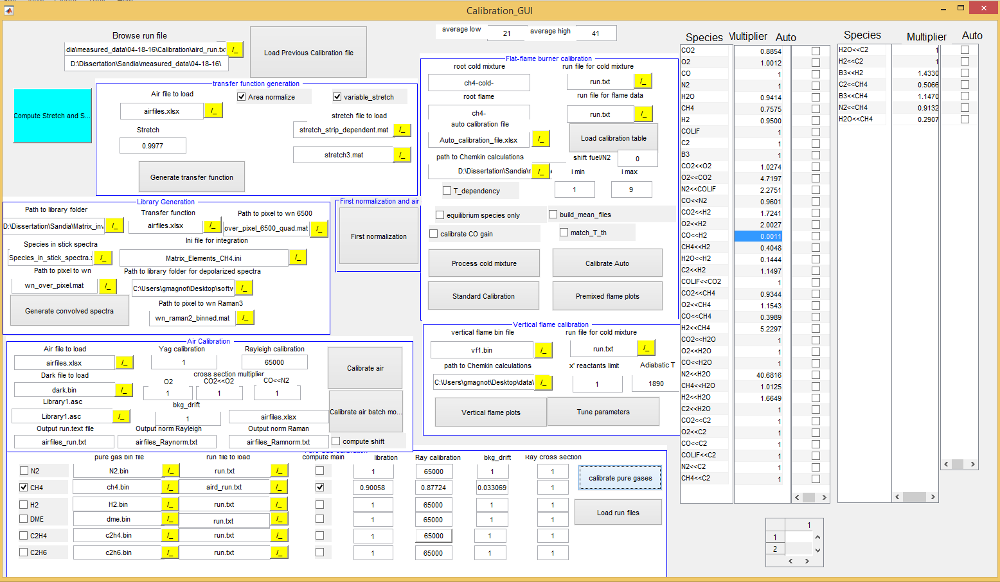 Calibration_GUI
Browse run file
dia\measured_data\04-18-16\Calibration\aird_run.tx
/_
D:\Dissertation\Sandia\measured_data\04-18-16\
Load Previous Calibration file
average low
21
average high
41
Compute Stretch and S...
transfer function generation
Air file to load
Area normalize
variable_stretch
airfiles.xlsx
/_
stretch file to load
Stretch
stretch_strip_dependent.mat
/_
0.9977
stretch3.mat
/_
Generate transfer function
Library Generation
Path to library folder
Transfer function
Path to pixel to wn 6500
D:\Dissertation\Sandia\Matrix_inv
/_
airfiles.xlsx
/_
over_pixel_6500_quad.mat
/_
Species in stick spectra
Ini file for integration
Species_in_stick_spectra.
/_
Matrix_Elements_CH4.ini
/_
Path to pixel to wn
Path to library folder for depolarized spectra
wn_over_pixel.mat
/_
C:\Users\gmagnot\Desktop\softw
/_
Path to pixel to wn Raman3
Generate convolved spectra
wn_raman2_binned.mat
/_
First normalization and air
First normalization
Flat-flame burner calibration
root cold mixture
run file for cold mixture
ch4-cold-
run.txt
/_
root flame
run file for flame data
ch4-
run.txt
/_
auto calibration file
Auto_calibration_file.xlsx
/_
Load calibration table
path to Chemkin calculations
shift fuel/N2
0
D:\Dissertation\Sandia\r
/_
i min
i max
T_dependency
1
9
equilibrium species only
build_mean_files
calibrate CO gain
match_T_th
Process cold mixture
Calibrate Auto
Standard Calibration
Premixed flame plots
Vertical flame calibration
vertical flame bin file
run file for cold mixture
vf1.bin
/_
run.txt
/_
path to Chemkin calculations
x' reactants limit
Adiabatic T
C:\Users\gmagnot\Desktop\data\
/_
1
1890
Vertical flame plots
Tune parameters
Air Calibration
Air file to load
Yag calibration
Rayleigh calibration
airfiles.xlsx
/_
1
65000
Calibrate air
Dark file to load
cross section multiplier
dark.bin
/_
O2
CO2<<O2
CO<<N2
1
1
1
Library1.asc
bkg_drift
Library1.asc
/_
1
airfiles.xlsx
Calibrate air batch mo...
Output run.text file
Output norm Rayleigh
Output norm Raman
airfiles_run.txt
airfiles_Raynorm.txt
airfiles_Ramnorm.txt
compute shift
pure gas bin file
run file to load
compute main
libration
Ray calibration
bkg_drift
Ray cross section
N2
N2.bin
/_
run.txt
/_
1
65000
1
1
calibrate pure gases
CH4
ch4.bin
/_
aird_run.txt
/_
0.90058
0.87724
0.033069
1
H2
H2.bin
/_
run.txt
/_
1
65000
1
1
Load run files
DME
dme.bin
/_
run.txt
/_
1
65000
1
1
C2H4
c2h4.bin
/_
run.txt
/_
1
65000
1
1
C2H6
c2h6.bin
/_
run.txt
/_
1
65000
1
1
Species Multiplier Auto
CO2 0.8854
O2 1.0012
CO 1
N2 1
H2O 0.9414
CH4 0.7575
H2 0.9500
COLIF 1
C2 1
B3 1
CO2<<O2 1.0274
O2<<CO2 4.7197
N2<<COLIF 2.2751
CO<<N2 0.9601
CO2<<H2 1.7241
O2<<H2 2.0027
CO<<H2 0.0011
CH4<<H2 0.4048
H2O<<H2 0.1444
C2<<H2 1.1497
COLIF<<CO2 1
CO2<<CH4 0.9344
O2<<CH4 1.1543
CO<<CH4 0.3989
H2<<CH4 5.2297
CO2<<H2O 1
O2<<H2O 1
CO<<H2O 1
N2<<H2O 40.6816
CH4<<H2O 1.0125
H2<<H2O 1.6649
C2<<H2O 1
CO2<<C2 1
O2<<C2 1
CO<<C2 1
COLIF<<C2 1
N2<<C2 1
CH4<<C2 1
Species Multiplier Auto
H2O<<C2 1
H2<<C2 1
B3<<H2 1.4330
C2<<CH4 0.5066
B3<<CH4 1.1470
N2<<CH4 0.9132
H2O<<CH4 0.2907
1
1
2